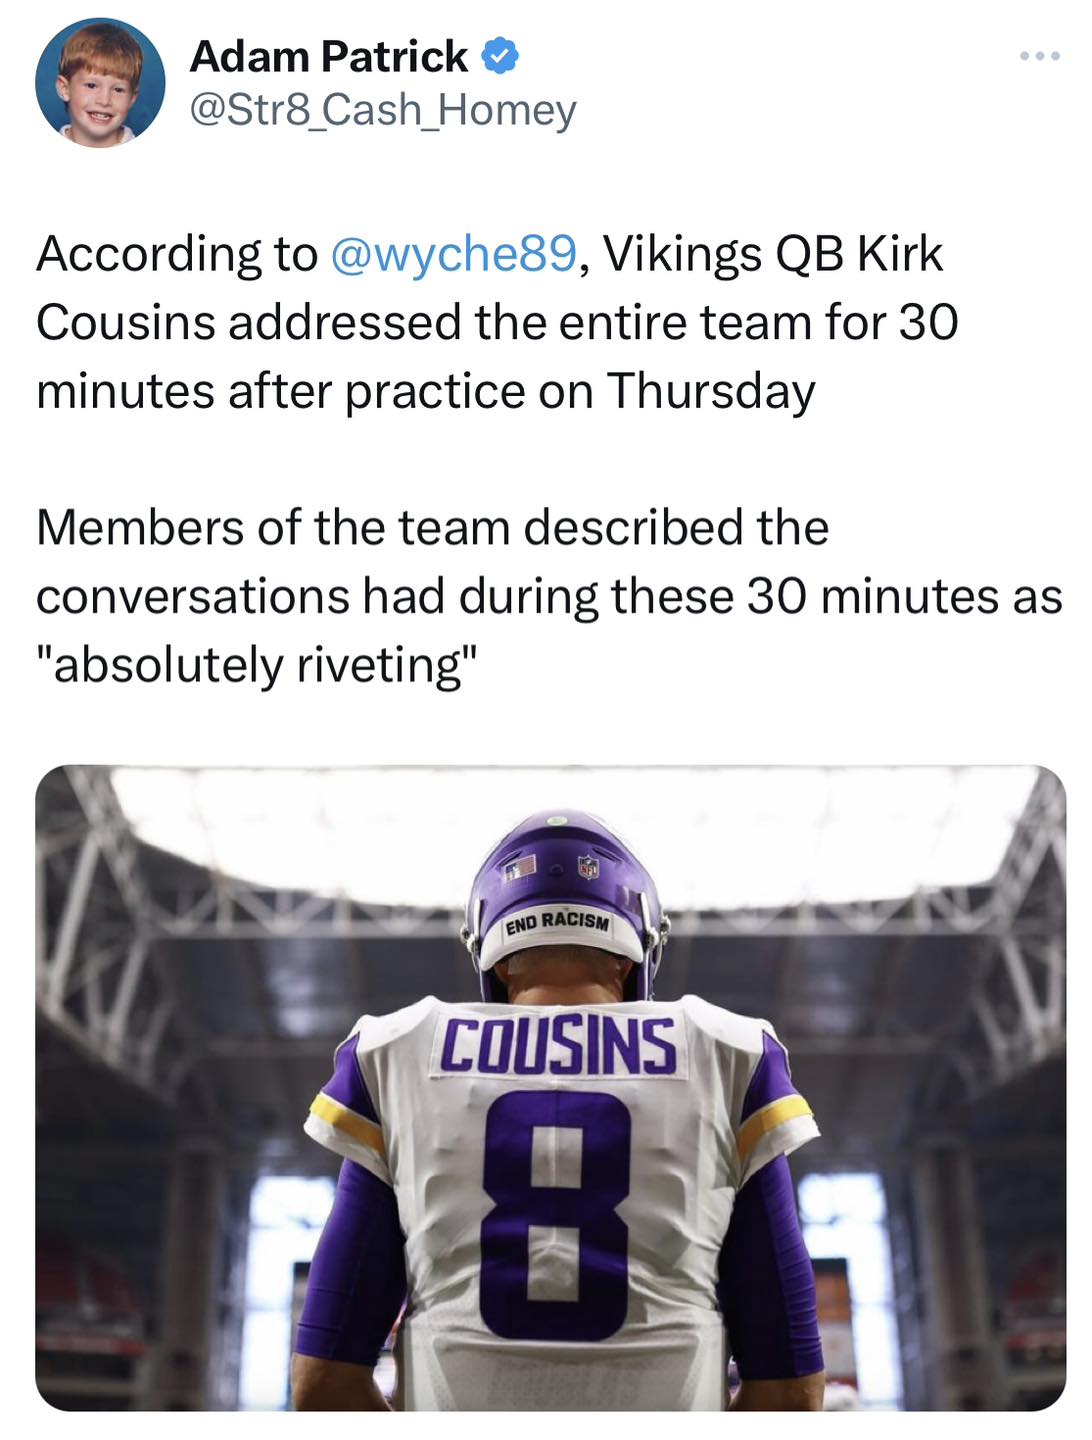 Adam Patrick
@Str8_Cash_Homey
According to @wyche89, Vikings QB Kirk
Cousins addressed the entire team for 30
minutes after practice on Thursday
Members of the team described the
conversations had during these 30 minutes as
"absolutely riveting"
NFL
END RACISM
COUSINS
8